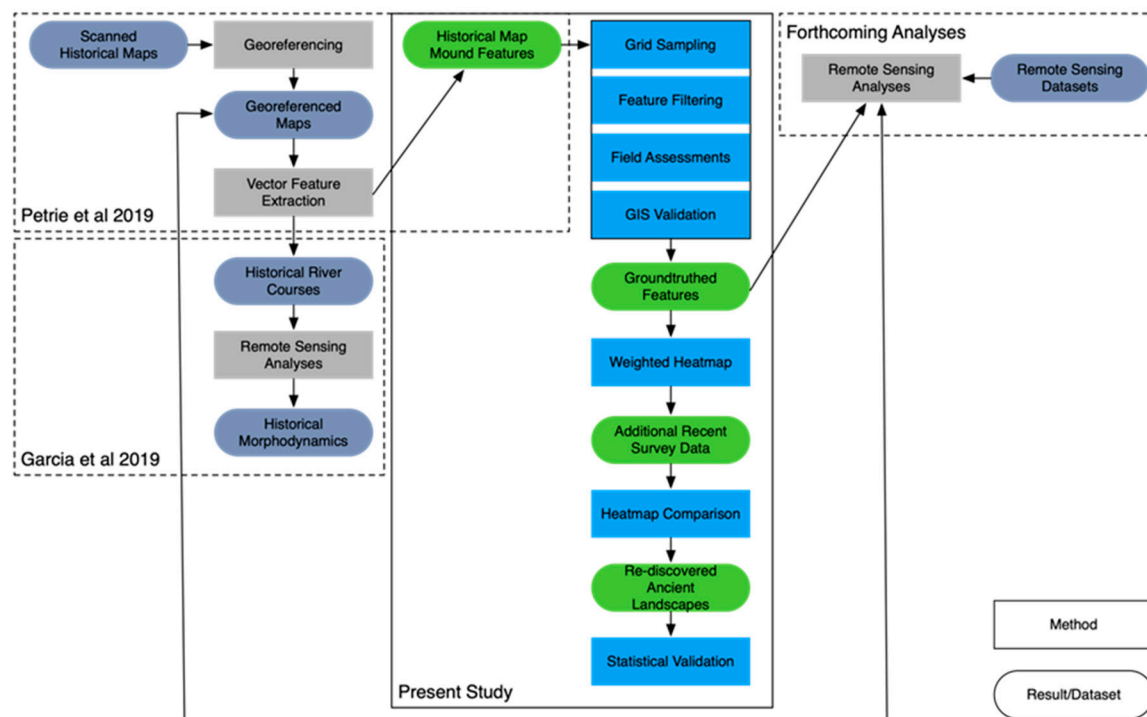 Scanned
Historical Maps
Georeferencing
Georeferenced
Maps
Vector Feature
Extraction
Petrie et al 2019
Historical River
Courses
Remote Sensing
Analyses
Historical
Morphodynamics
Garcia et al 2019
Historical Map
Mound Features
Grid Sampling
Feature Filtering
Field Assessments
GIS Validation
Groundtruthed
Features
Weighted Heatmap
Additional Recent
Survey Data
Heatmap Comparison
Re-discovered
Ancient
Landscapes
Statistical Validation
Present Study
Forthcoming Analyses
Remote Sensing
Analyses
Remote Sensing
Datasets
Method
Result/Dataset